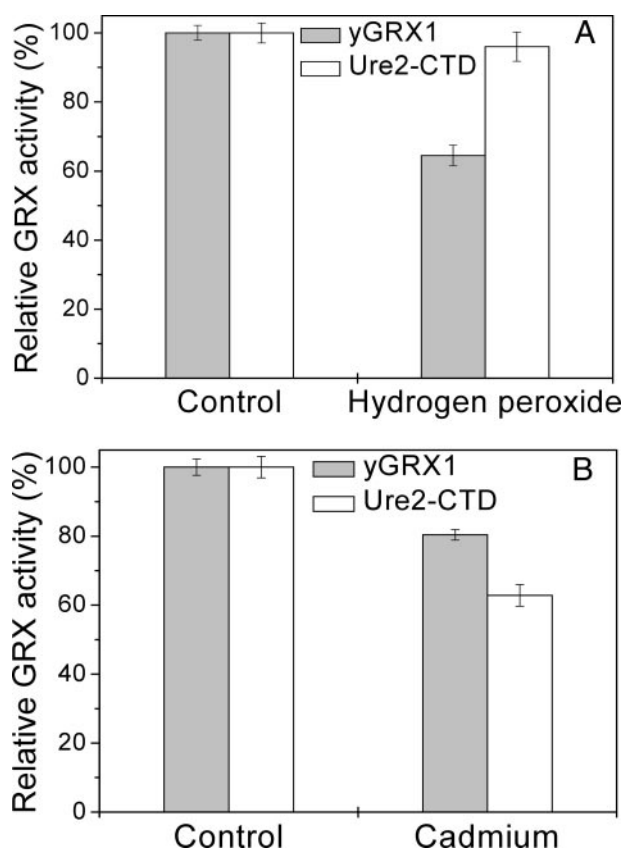 A
yGRX1
Ure2-CTD
Relative GRX activity (%)
100
80
60
40
20
0
Control
Hydrogen peroxide
B
yGRX1
Ure2-CTD
Relative GRX activity (%)
100
80
60
40
20
0
Control
Cadmium